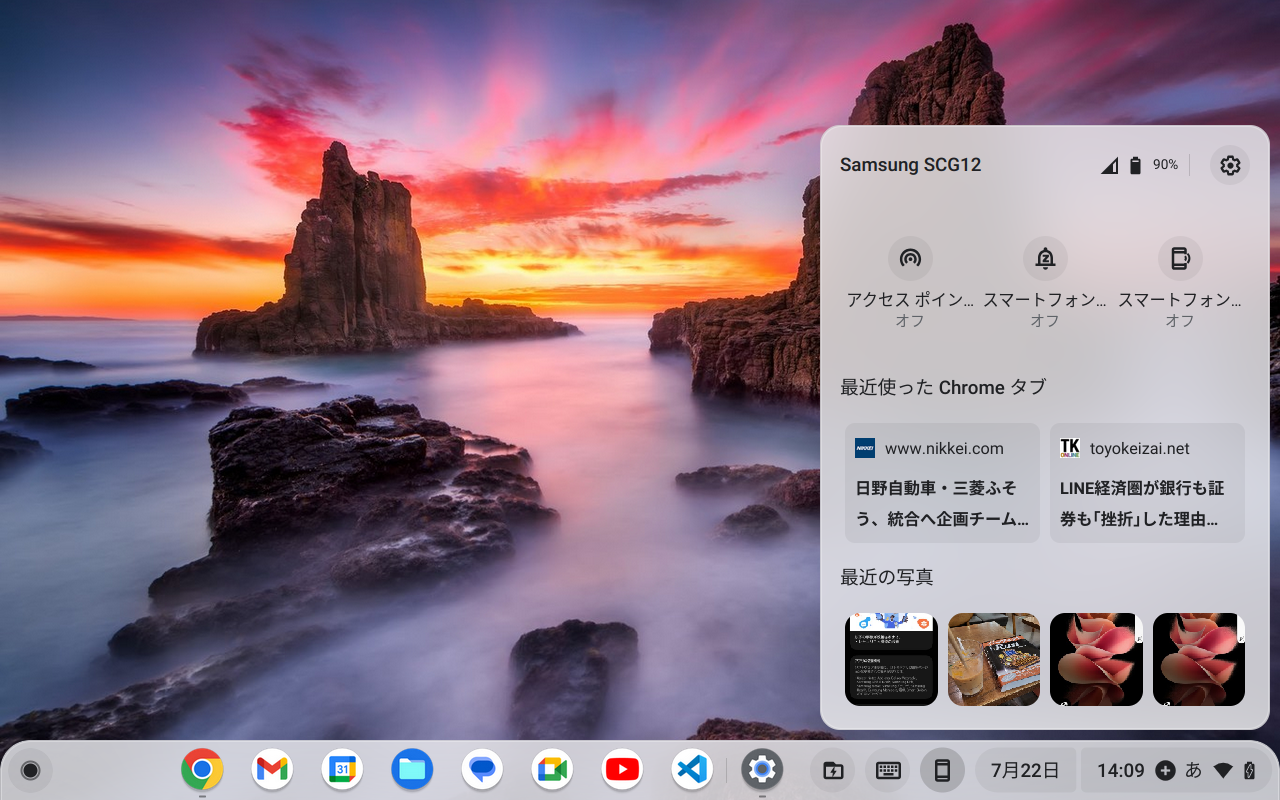 Samsung SCG12
90%
アクセス ポイン... スマートフォン... スマートフォン...
オフ オフ オフ
最近使った Chrome タブ
NIKKEI www.nikkei.com
日野自動車・三菱ふそ
う、統合へ企画チーム...
TK
ONLINE
toyokeizai.net
LINE経済圏が銀行も証
券も｢挫折｣した理由...
最近の写真
31
7月22日
14:09
あ